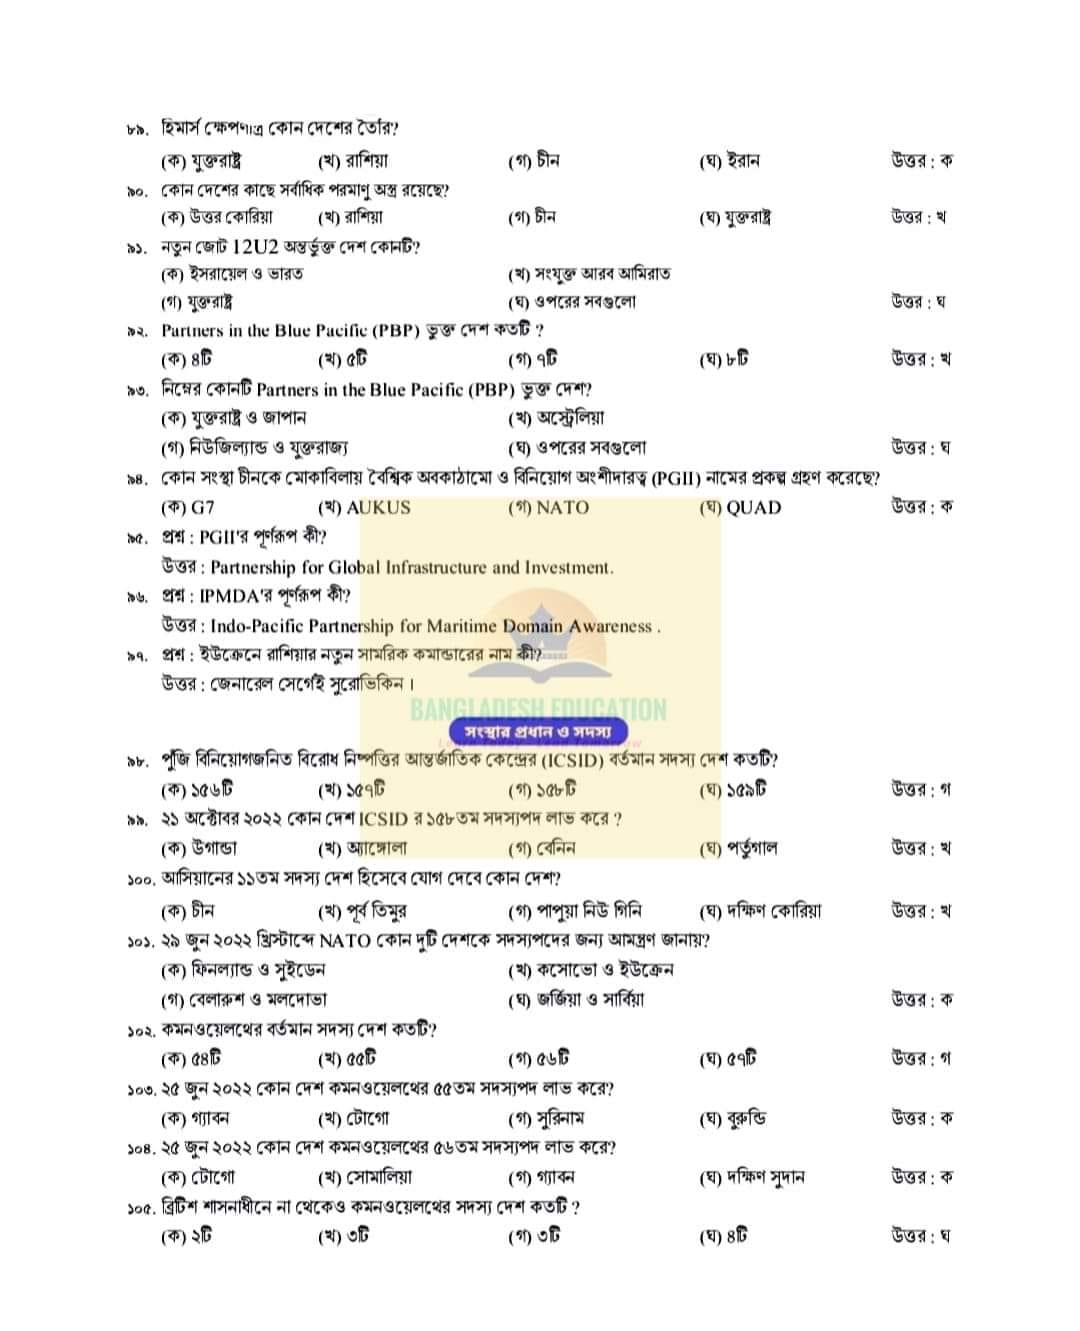 ৮৯. হিমার্স ক্ষেপণাস্ত্র কোন দেশের তৈরি?
(ক) যুক্তরাষ্ট্র (খ) রাশিয়া (গ) চীন (ঘ) ইরান উত্তর : ক
৯০. কোন দেশের কাছে সর্বাধিক পরমাণু অস্ত্র রয়েছে?
(ক) উত্তর কোরিয়া (খ) রাশিয়া (গ) চীন (ঘ) যুক্তরাষ্ট্র উত্তর : খ
৯১. নতুন জোট 12U2 অন্তর্ভুক্ত দেশ কোনটি?
(ক) ইসরায়েল ও ভারত (খ) সংযুক্ত আরব আমিরাত
(গ) যুক্তরাষ্ট্র (ঘ) ওপরের সবগুলো উত্তর : ঘ
৯২. Partners in the Blue Pacific (PBP) ভুক্ত দেশ কতটি ?
(ক) ৪টি (খ) ৫টি (গ) ৭টি (ঘ) ৮টি উত্তর : খ
৯৩. নিম্নের কোনটি Partners in the Blue Pacific (PBP) ভুক্ত দেশ?
(ক) যুক্তরাষ্ট্র ও জাপান (খ) অস্ট্রেলিয়া
(গ) নিউজিল্যান্ড ও যুক্তরাজ্য (ঘ) ওপরের সবগুলো উত্তর : ঘ
৯৪. কোন সংস্থা চীনকে মোকাবিলায় বৈশ্বিক অবকাঠামো ও বিনিয়োগ অংশীদারত্ব (PGII) নামের প্রকল্প গ্রহণ করেছে?
(ক) G7 (খ) AUKUS (গ) NATO (ঘ) QUAD উত্তর : ক
৯৫. প্রশ্ন : PGII'র পূর্ণরূপ কী?
উত্তর : Partnership for Global Infrastructure and Investment.
৯৬. প্রশ্ন : IPMDA'র পূর্ণরূপ কী?
উত্তর : Indo-Pacific Partnership for Maritime Domain Awareness .
৯৭. প্রশ্ন : ইউক্রেনে রাশিয়ার নতুন সামরিক কমান্ডারের নাম কী?
উত্তর : জেনারেল সের্গেই সুরোভিকিন।
BANGLADESH EDUCATION
সংস্থার প্রধান ও সদস্য
৯৮. পুঁজি বিনিয়োগজনিত বিরোধ নিষ্পত্তির আন্তর্জাতিক কেন্দ্রের (ICSID) বর্তমান সদস্য দেশ কতটি?
(ক) ১৫৬টি (খ) ১৫৭টি (গ) ১৫৮টি (ঘ) ১৫৯টি উত্তর : গ
৯৯. ২১ অক্টোবর ২০২২ কোন দেশ ICSID র ১৫৮তম সদস্যপদ লাভ করে ?
(ক) উগান্ডা (খ) অ্যাঙ্গোলা (গ) বেনিন (ঘ) পর্তুগাল উত্তর : খ
১০০. আসিয়ানের ১১তম সদস্য দেশ হিসেবে যোগ দেবে কোন দেশ?
(ক) চীন (খ) পূর্ব তিমুর (গ) পাপুয়া নিউ গিনি (ঘ) দক্ষিণ কোরিয়া উত্তর : খ
১০১. ২৯ জুন ২০২২ খ্রিস্টাব্দে NATO কোন দুটি দেশকে সদস্যপদের জন্য আমন্ত্রণ জানায়?
(ক) ফিনল্যান্ড ও সুইডেন (খ) কসোভো ও ইউক্রেন
(গ) বেলারুশ ও মলদোভা (ঘ) জর্জিয়া ও সার্বিয়া উত্তর : ক
১০২. কমনওয়েলথের বর্তমান সদস্য দেশ কতটি?
(ক) ৫৪টি (খ) ৫৫টি (গ) ৫৬টি (ঘ) ৫৭টি উত্তর : গ
১০৩. ২৫ জুন ২০২২ কোন দেশ কমনওয়েলথের ৫৫তম সদস্যপদ লাভ করে?
(ক) গ্যাবন (খ) টোগো (গ) সুরিনাম (ঘ) বুরুন্ডি উত্তর : ক
১০৪. ২৫ জুন ২০২২ কোন দেশ কমনওয়েলথের ৫৬তম সদস্যপদ লাভ করে?
(ক) টোগো (খ) সোমালিয়া (গ) গ্যাবন (ঘ) দক্ষিণ সুদান উত্তর : ক
১০৫. ব্রিটিশ শাসনাধীনে না থেকেও কমনওয়েলথের সদস্য দেশ কতটি ?
(ক) ২টি (খ) ৩টি (গ) ৩টি (ঘ) ৪টি উত্তর : ঘ